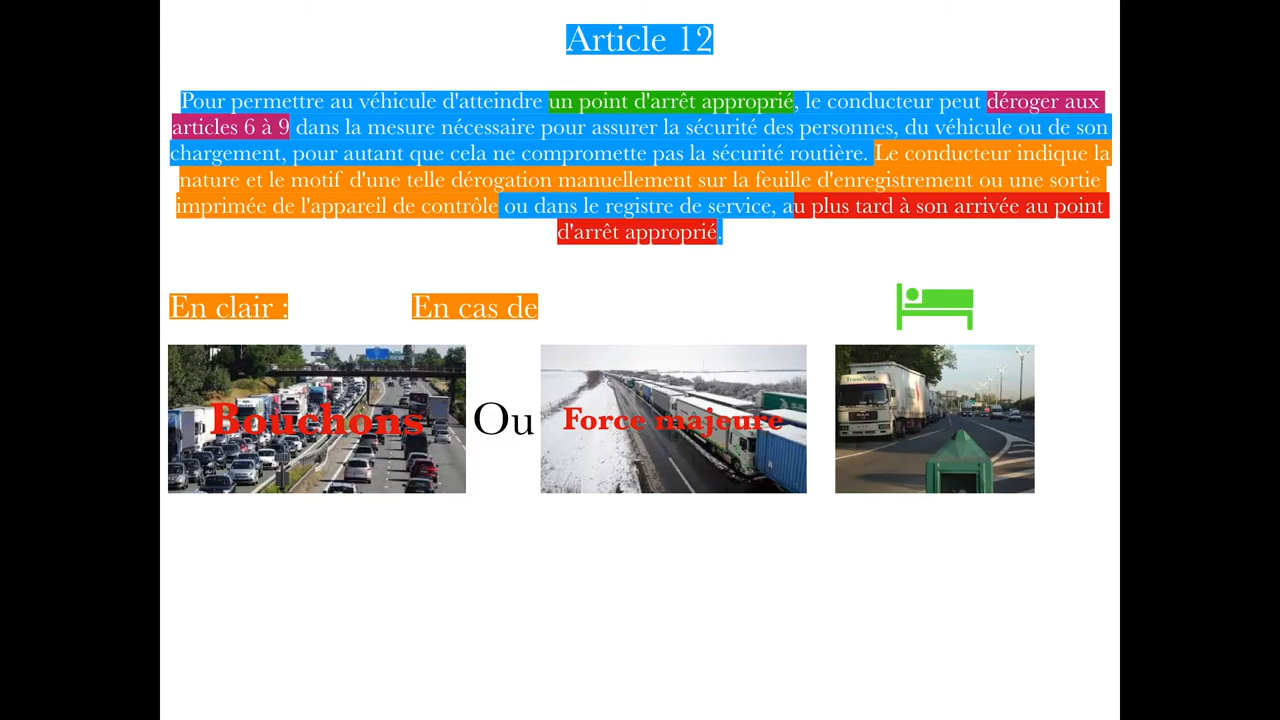 Article 12
Pour permettre au véhicule d'atteindre un point d'arrêt approprié, le conducteur peut déroger aux
articles 6 à 9 dans la mesure nécessaire pour assurer la sécurité des personnes, du véhicule ou de son
chargement, pour autant que cela ne compromette pas la sécurité routière. Le conducteur indique la
nature et le motif d'une telle dérogation manuellement sur la feuille d'enregistrement ou une sortie
imprimée de l'appareil de contrôle ou dans le registre de service, au plus tard à son arrivée au point
d'arrêt approprié.
En clair :
En cas de
Bouchons
Ou
Force majeure